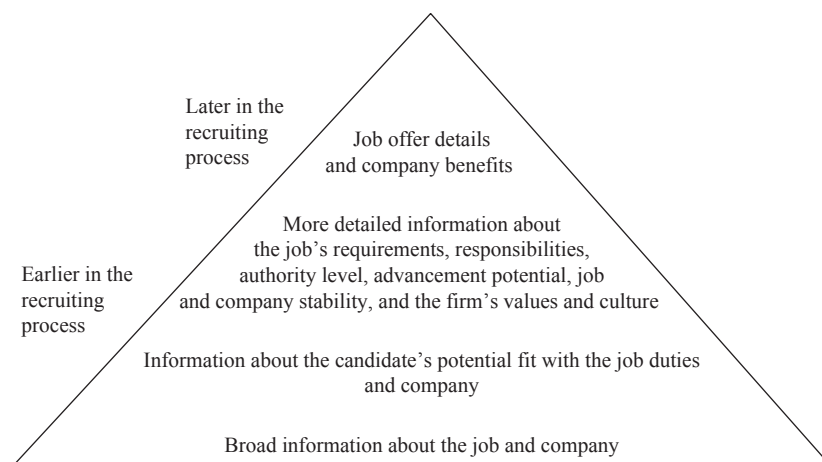 Later in the
recruiting
process
Job offer details
and company benefits
More detailed information about
the job’s requirements, responsibilities,
authority level, advancement potential, job
and company stability, and the firm’s values and culture
Earlier in the
recruiting
process
Information about the candidate’s potential fit with the job duties
and company
Broad information about the job and company